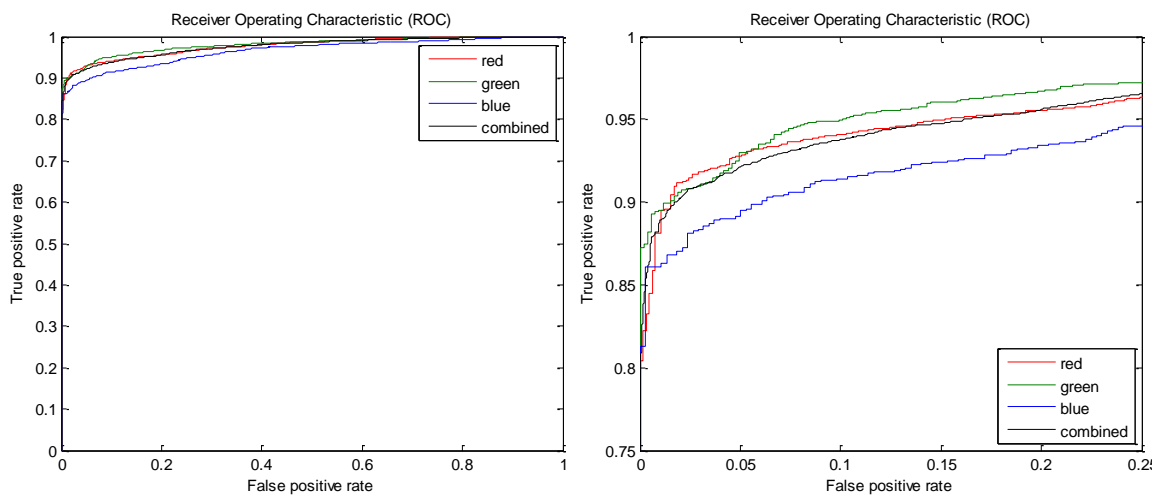 Receiver Operating Characteristic (ROC)
1
0.9
0.8
0.7
0.6
0.5
0.4
0.3
0.2
0.1
0
True positive rate
red
green
blue
combined
0
0.2
0.4
0.6
0.8
1
False positive rate
Receiver Operating Characteristic (ROC)
1
0.95
0.9
0.85
0.8
0.75
True positive rate
red
green
blue
combined
0
0.05
0.1
0.15
0.2
0.25
False positive rate